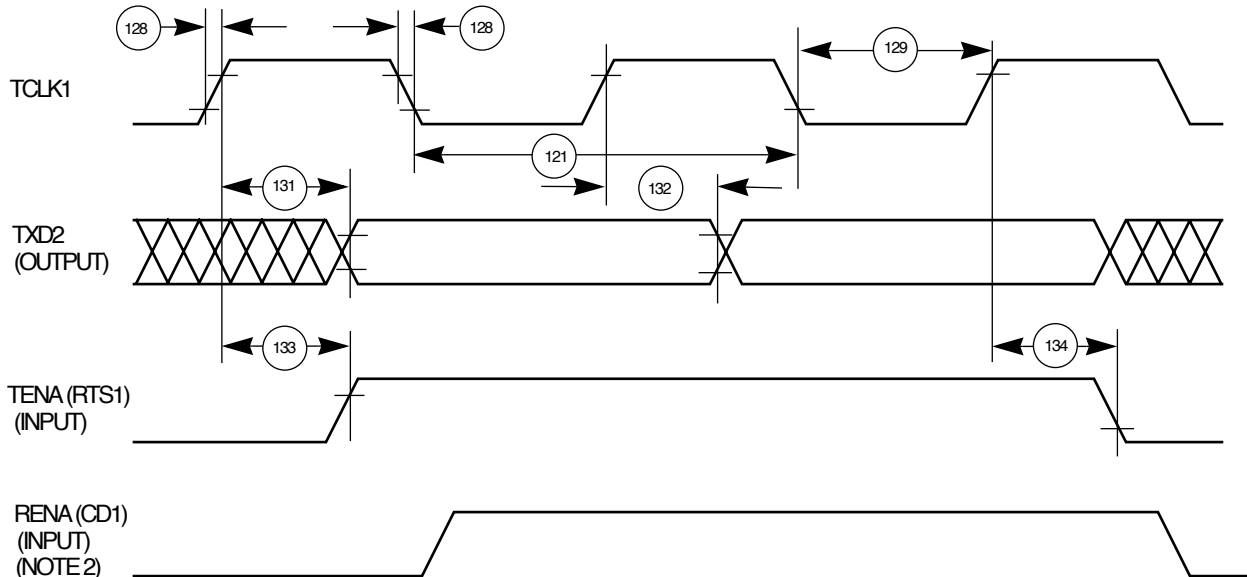 128
128
129
TCLK1
121
131
132
TXD2
(OUTPUT)
133
134
TENA (RTS1)
(INPUT)
RENA (CD1)
(INPUT)
(NOTE 2)